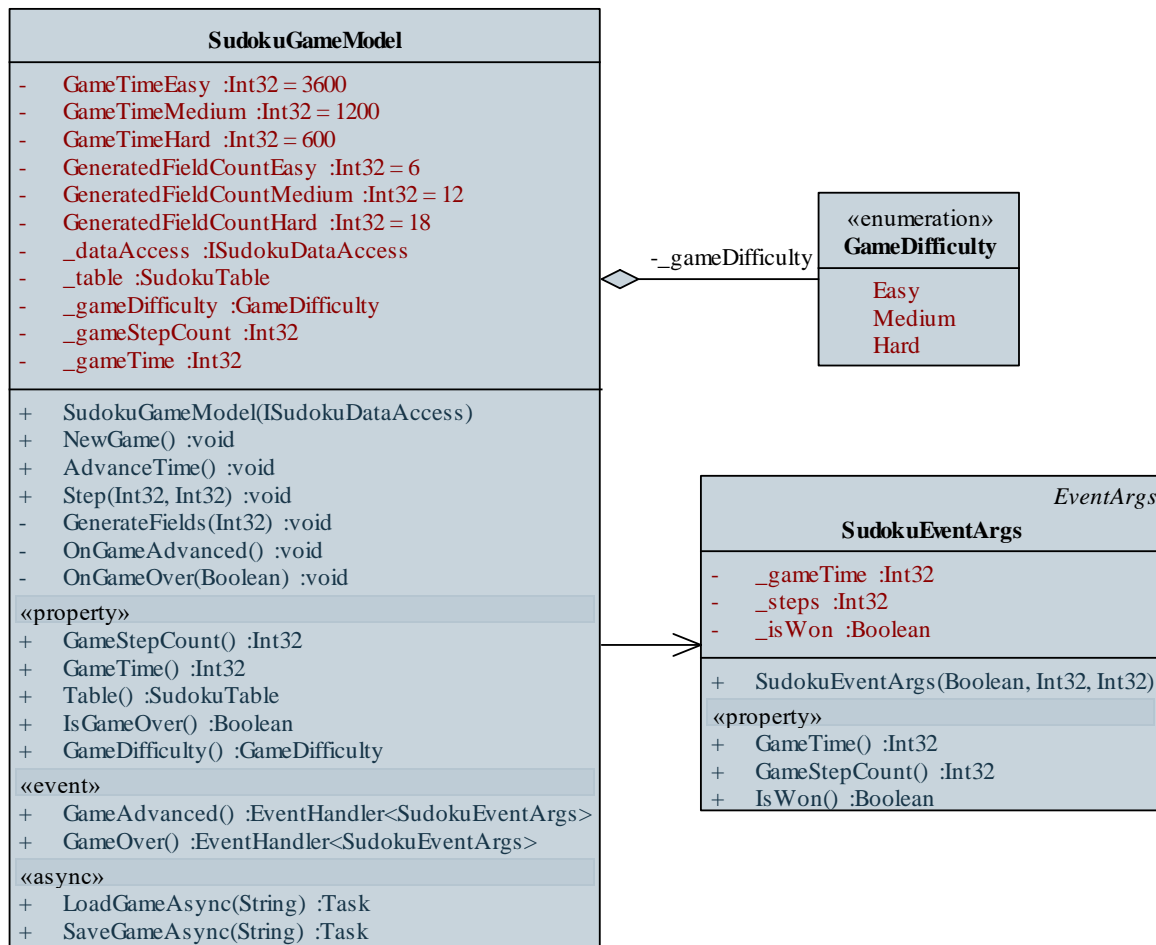 SudokuGameModel
- GameTimeEasy :Int32 = 3600
- GameTimeMedium :Int32 = 1200
- GameTimeHard :Int32 = 600
- GeneratedFieldCountEasy :Int32 = 6
- GeneratedFieldCountMedium :Int32 = 12
- GeneratedFieldCountHard :Int32 = 18
- _dataAccess :ISudokuDataAccess
- _table :SudokuTable
- _gameDifficulty :GameDifficulty
- _gameStepCount :Int32
- _gameTime :Int32
+ SudokuGameModel(ISudokuDataAccess)
+ NewGame() :void
+ AdvanceTime() :void
+ Step(Int32, Int32) :void
- GenerateFields(Int32) :void
- OnGameAdvanced() :void
- OnGameOver(Boolean) :void
«property»
+ GameStepCount() :Int32
+ GameTime() :Int32
+ Table() :SudokuTable
+ IsGameOver() :Boolean
+ GameDifficulty() :GameDifficulty
«event»
+ GameAdvanced() :EventHandler<SudokuEventArgs>
+ GameOver() :EventHandler<SudokuEventArgs>
«async»
+ LoadGameAsync(String) :Task
+ SaveGameAsync(String) :Task
-_gameDifficulty
«enumeration»
GameDifficulty
Easy
Medium
Hard
EventArgs
SudokuEventArgs
- _gameTime :Int32
- _steps :Int32
- _isWon :Boolean
+ SudokuEventArgs(Boolean, Int32, Int32)
«property»
+ GameTime() :Int32
+ GameStepCount() :Int32
+ IsWon() :Boolean